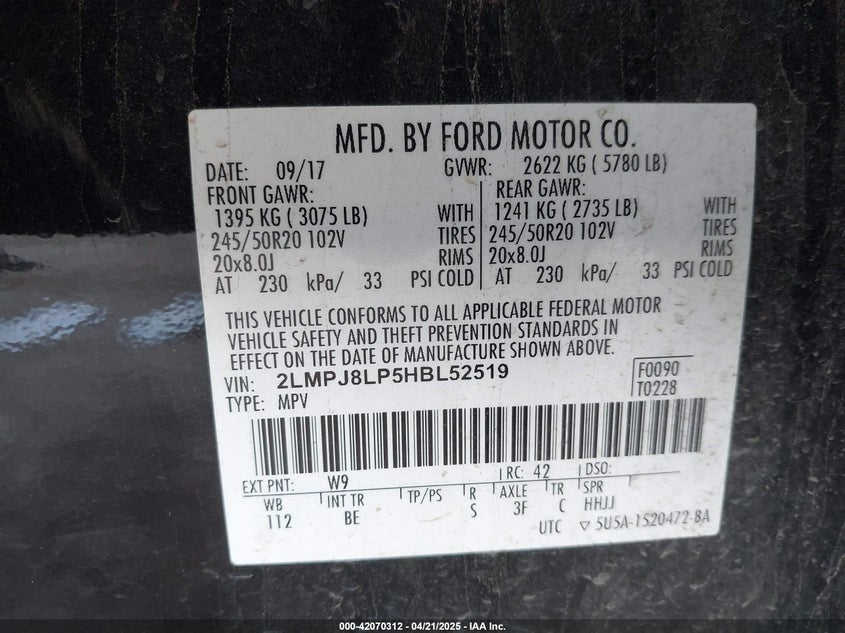 MFD. BY FORD MOTOR CO.
DATE: 09/17 GVWR: 2622 KG ( 5780 LB)
FRONT GAWR: REAR GAWR:
1395 KG ( 3075 LB) WITH 1241 KG ( 2735 LB) WITH
245/50R20 102V TIRES 245/50R20 102V TIRES
20x8.0J RIMS 20x8.0J RIMS
AT 230 kPa/ 33 PSI COLD AT 230 kPa/ 33 PSI COLD
THIS VEHICLE CONFORMS TO ALL APPLICABLE FEDERAL MOTOR
VEHICLE SAFETY AND THEFT PREVENTION STANDARDS IN
EFFECT ON THE DATE OF MANUFACTURE SHOWN ABOVE.
VIN: 2LMPJ8LP5HBL52519 F0090
TYPE: MPV T0228
EXT PNT: W9 RC: 42 DSO:
WB INT TR TP/PS R AXLE TR SPR
112 BE S 3F C HHJJ
UTC ▽ 5U5A-1520472-BA
000-42070312 - 04/21/2025 - IAA Inc.